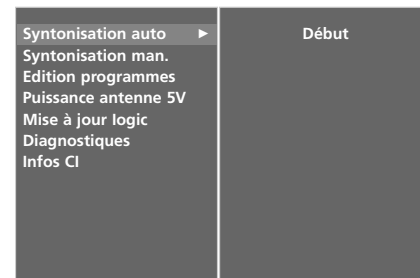 Syntonisation auto ► Début
Syntonisation man.
Edition programmes
Puissance antenne 5V
Mise à jour logic
Diagnostiques
Infos CI